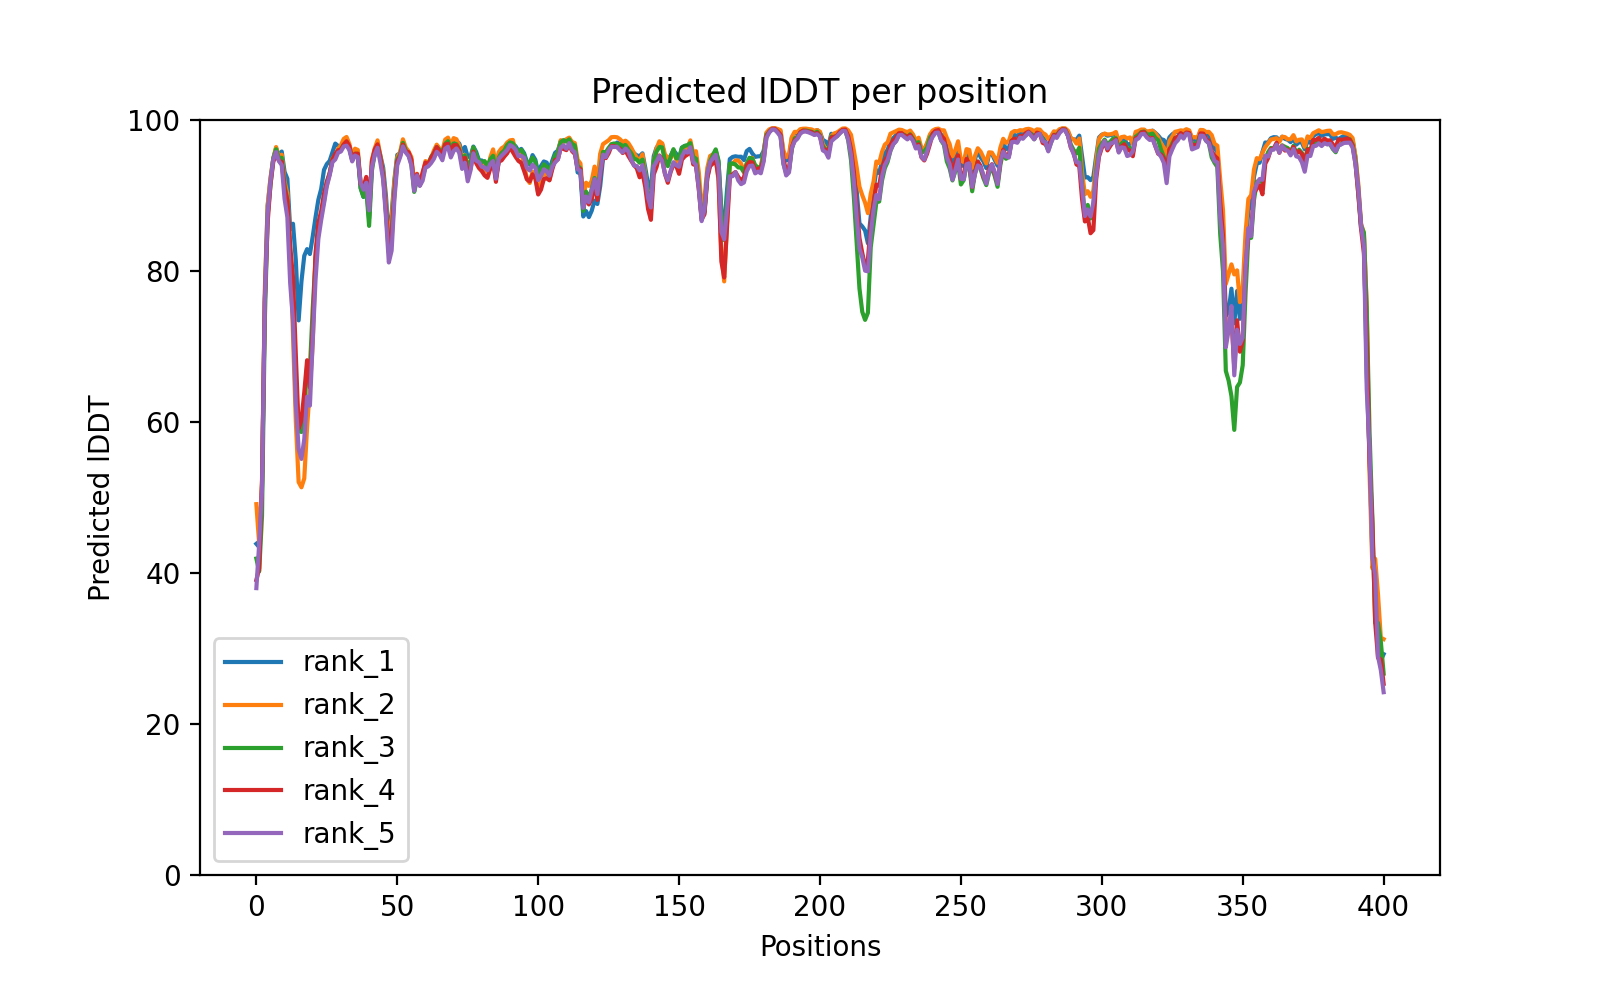 Predicted lDDT per position
100
80
60
40
20
0
Predicted lDDT
rank_1
rank_2
rank_3
rank_4
rank_5
0 50 100 150 200 250 300 350 400
Positions